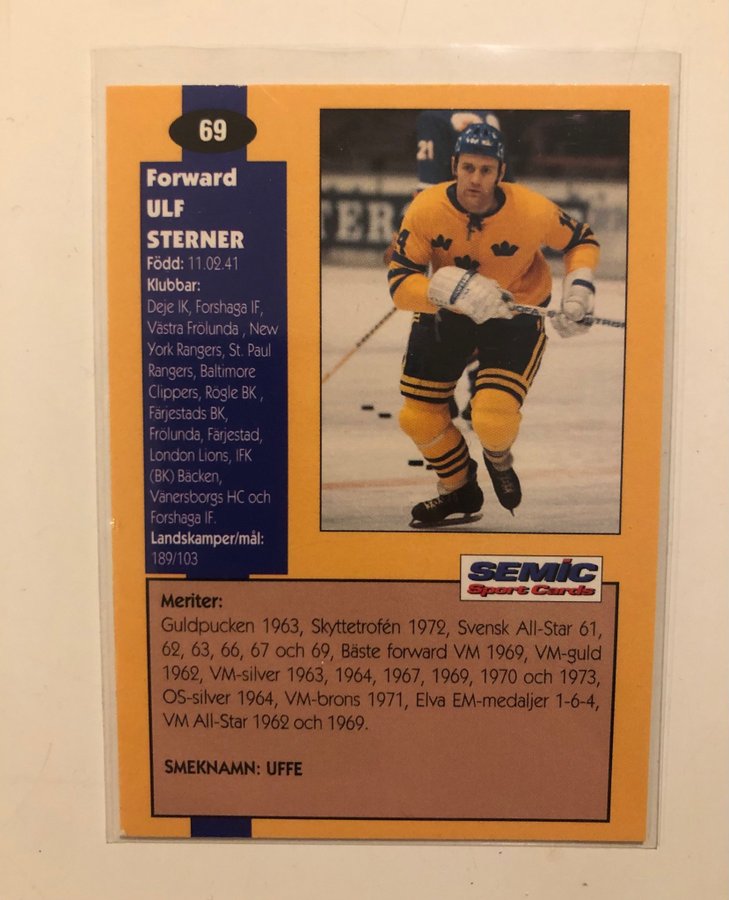 69
Forward
ULF
STERNER
Född: 11.02.41
Klubbar:
Deje IK, Forshaga IF,
Västra Frölunda , New
York Rangers, St. Paul
Rangers, Baltimore
Clippers, Rögle BK ,
Färjestads BK,
Frölunda, Färjestad,
London Lions, IFK
(BK) Bäcken,
Vänersborgs HC och
Forshaga IF.
Landskamper/mål:
189/103
21
TER
14
SEMIC
Sport Cards
Meriter:
Guldpucken 1963, Skyttetrofén 1972, Svensk All-Star 61,
62, 63, 66, 67 och 69, Bäste forward VM 1969, VM-guld
1962, VM-silver 1963, 1964, 1967, 1969, 1970 och 1973,
OS-silver 1964, VM-brons 1971, Elva EM-medaljer 1-6-4,
VM All-Star 1962 och 1969.
SMEKNAMN: UFFE